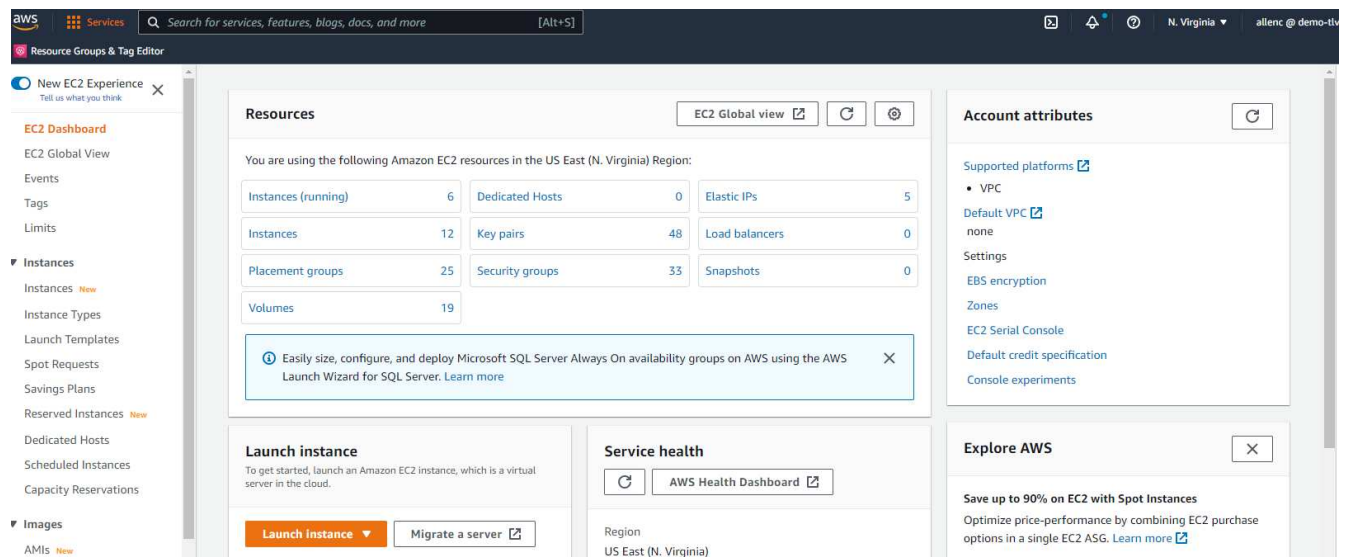 aws
Services
Search for services, features, blogs, docs, and more
[Alt+S]
N. Virginia ▼
allenc @ demo-tlv
Resource Groups & Tag Editor
New EC2 Experience
Tell us what you think
EC2 Dashboard
EC2 Global View
Events
Tags
Limits
Instances
Instances New
Instance Types
Launch Templates
Spot Requests
Savings Plans
Reserved Instances New
Dedicated Hosts
Scheduled Instances
Capacity Reservations
Images
AMIs New
Resources
EC2 Global view
You are using the following Amazon EC2 resources in the US East (N. Virginia) Region:
Instances (running) 6
Dedicated Hosts 0
Elastic IPs 5
Instances 12
Key pairs 48
Load balancers 0
Placement groups 25
Security groups 33
Snapshots 0
Volumes 19
Easily size, configure, and deploy Microsoft SQL Server Always On availability groups on AWS using the AWS
Launch Wizard for SQL Server. Learn more
Launch instance
To get started, launch an Amazon EC2 instance, which is a virtual
server in the cloud.
Launch instance ▼
Migrate a server
Service health
AWS Health Dashboard
Region
US East (N. Virginia)
Account attributes
Supported platforms
• VPC
Default VPC
none
Settings
EBS encryption
Zones
EC2 Serial Console
Default credit specification
Console experiments
Explore AWS
Save up to 90% on EC2 with Spot Instances
Optimize price-performance by combining EC2 purchase
options in a single EC2 ASG. Learn more